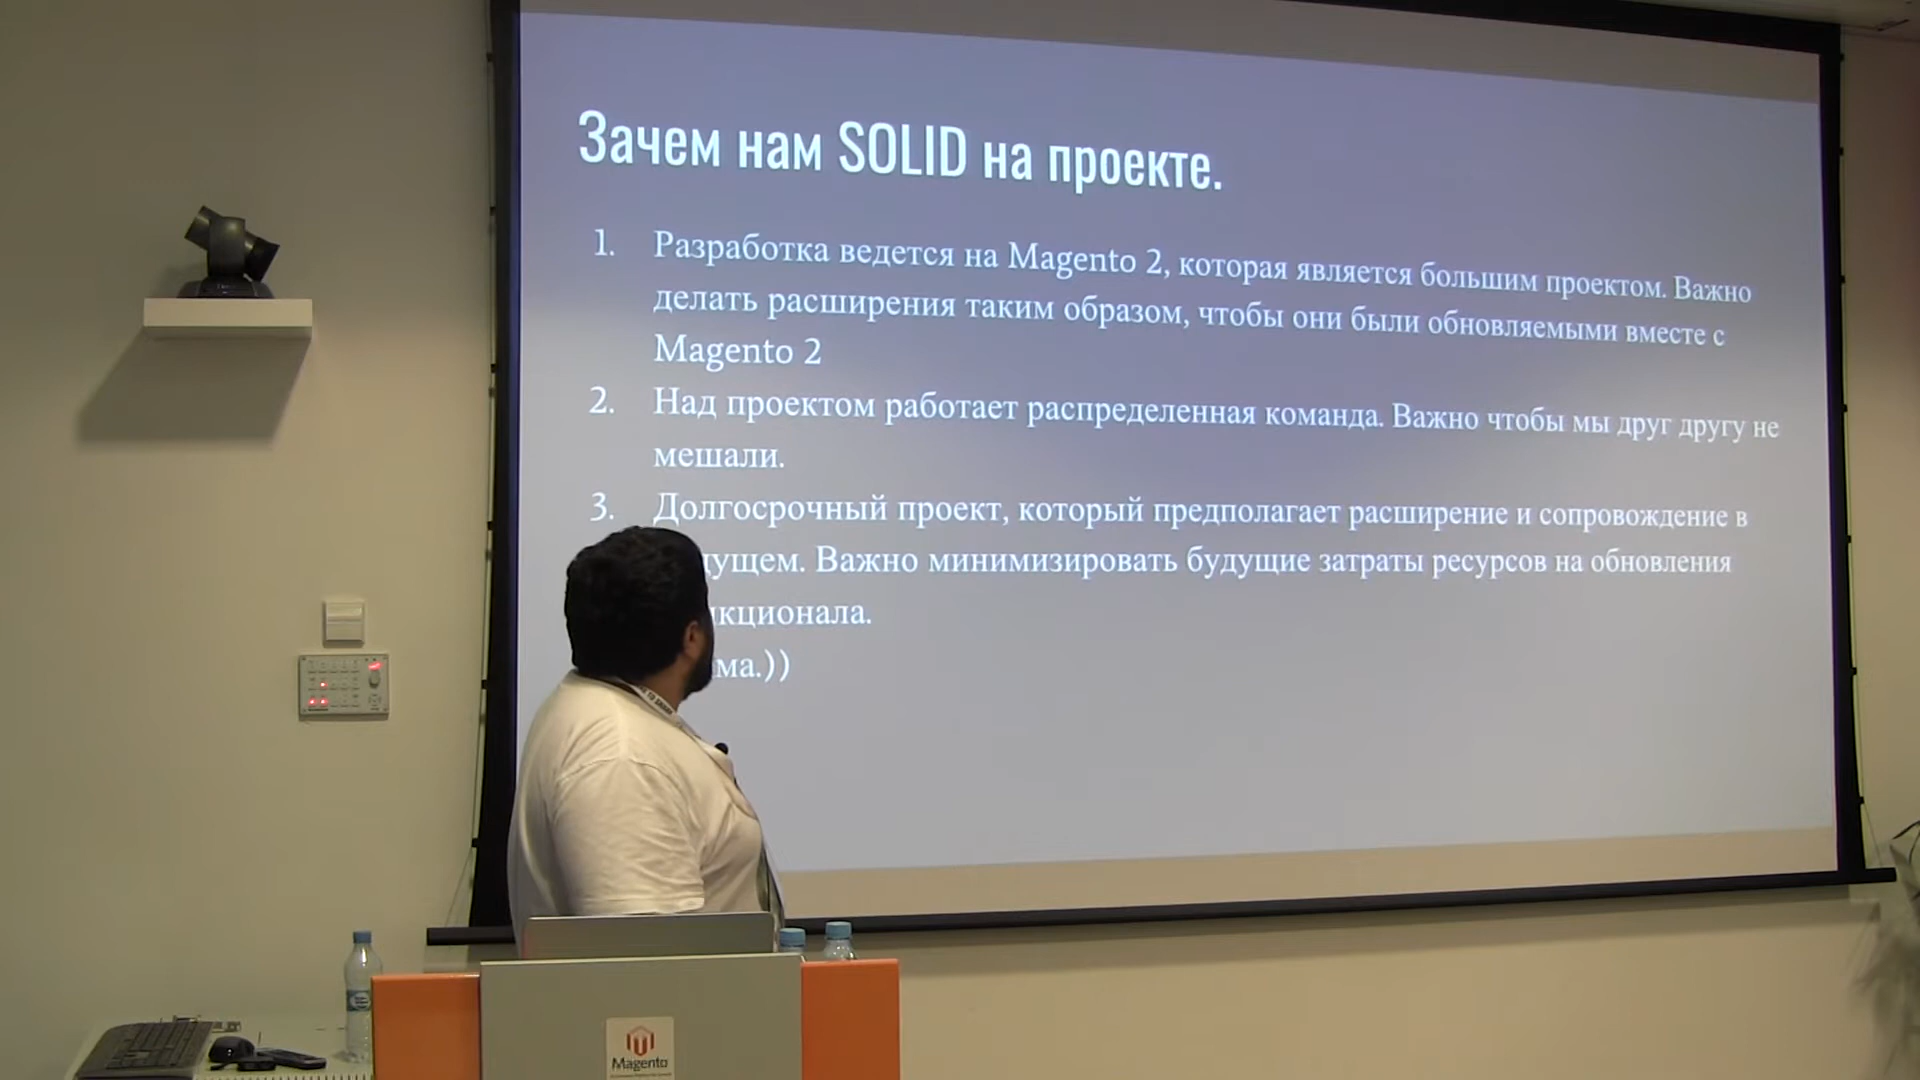 Зачем нам SOLID на проекте.
1. Разработка ведется на Magento 2, которая является большим проектом. Важно
делать расширения таким образом, чтобы они были обновляемыми вместе с
Magento 2
2. Над проектом работает распределенная команда. Важно чтобы мы друг другу не
мешали.
3. Долгосрочный проект, который предполагает расширение и сопровождение в
дущем. Важно минимизировать будущие затраты ресурсов на обновления
кционала.
ма.))
Magento